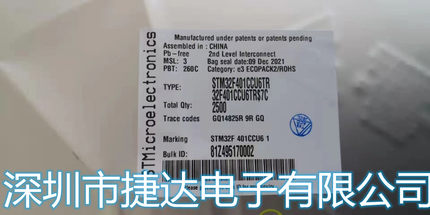 Manufactured under patents or patents pending
Assembled in: CHINA
Pb-free 2nd Level Interconnect
MSL: 3 Bag seal date:09 Dec 2021
PBT: 260C Category: e3 ECOPACK2/ROHS
TYPE: STM32F401CCU6TR
32F401CCU6TR$7C
Total Qty: 2500
Trace codes GQ14825R 9R GQ
Marking STM32F 401CCU6 1
Bulk ID: 81Z495170002
STMicroelectronics
深圳市捷达电子有限公司